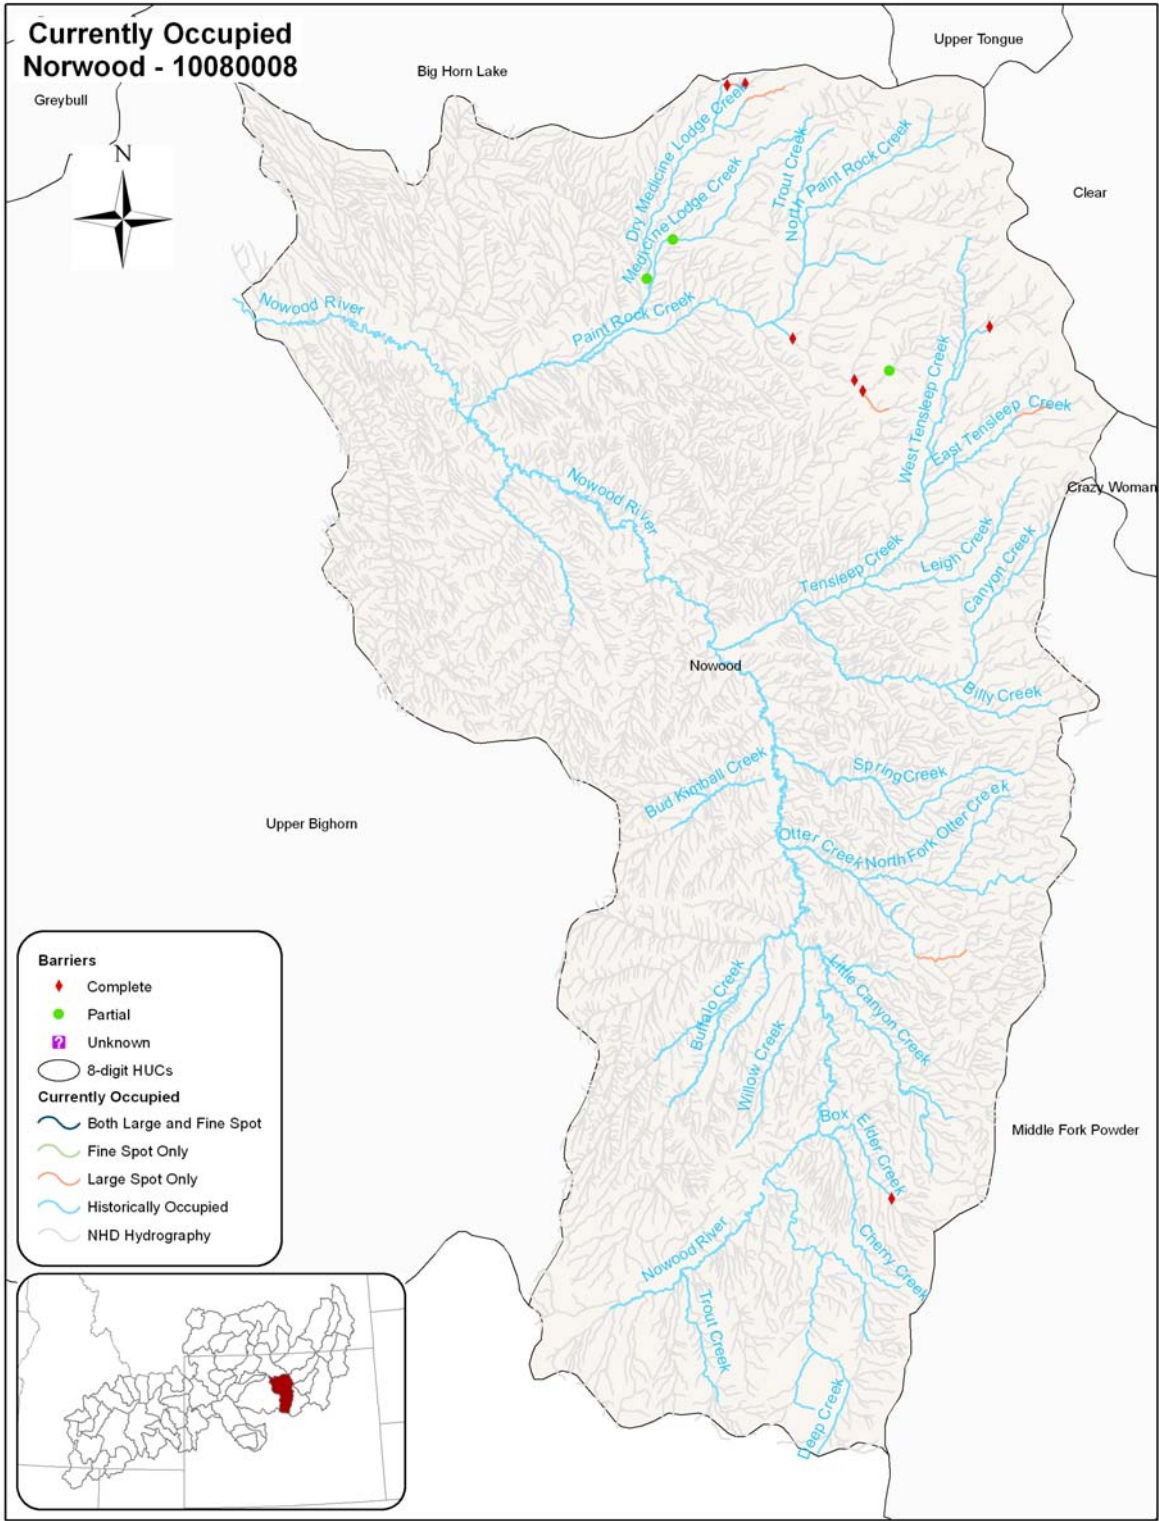 Currently Occupied
Norwood - 10080008
Upper Tongue
Big Horn Lake
Greybull
N
Clear
Dry Medicine Lodge Creek
Medicine Lodge Creek
Trout Creek
North Paint Rock Creek
Nowood River
Paint Rock Creek
West Tensleep Creek
East Tensleep Creek
Crazy Woman
Nowood River
Tensleep Creek
Leigh Creek
Canyon Creek
Nowood
Billy Creek
Spring Creek
Bud Kimball Creek
Upper Bighorn
Otter Creek
North Fork Otter Creek
Little Canyon Creek
Buffalo Creek
Willow Creek
Box Elder Creek
Middle Fork Powder
Cherry Creek
Nowood River
Trout Creek
Deep Creek
Barriers
Complete
Partial
?
Unknown
8-digit HUCs
Currently Occupied
Both Large and Fine Spot
Fine Spot Only
Large Spot Only
Historically Occupied
NHD Hydrography